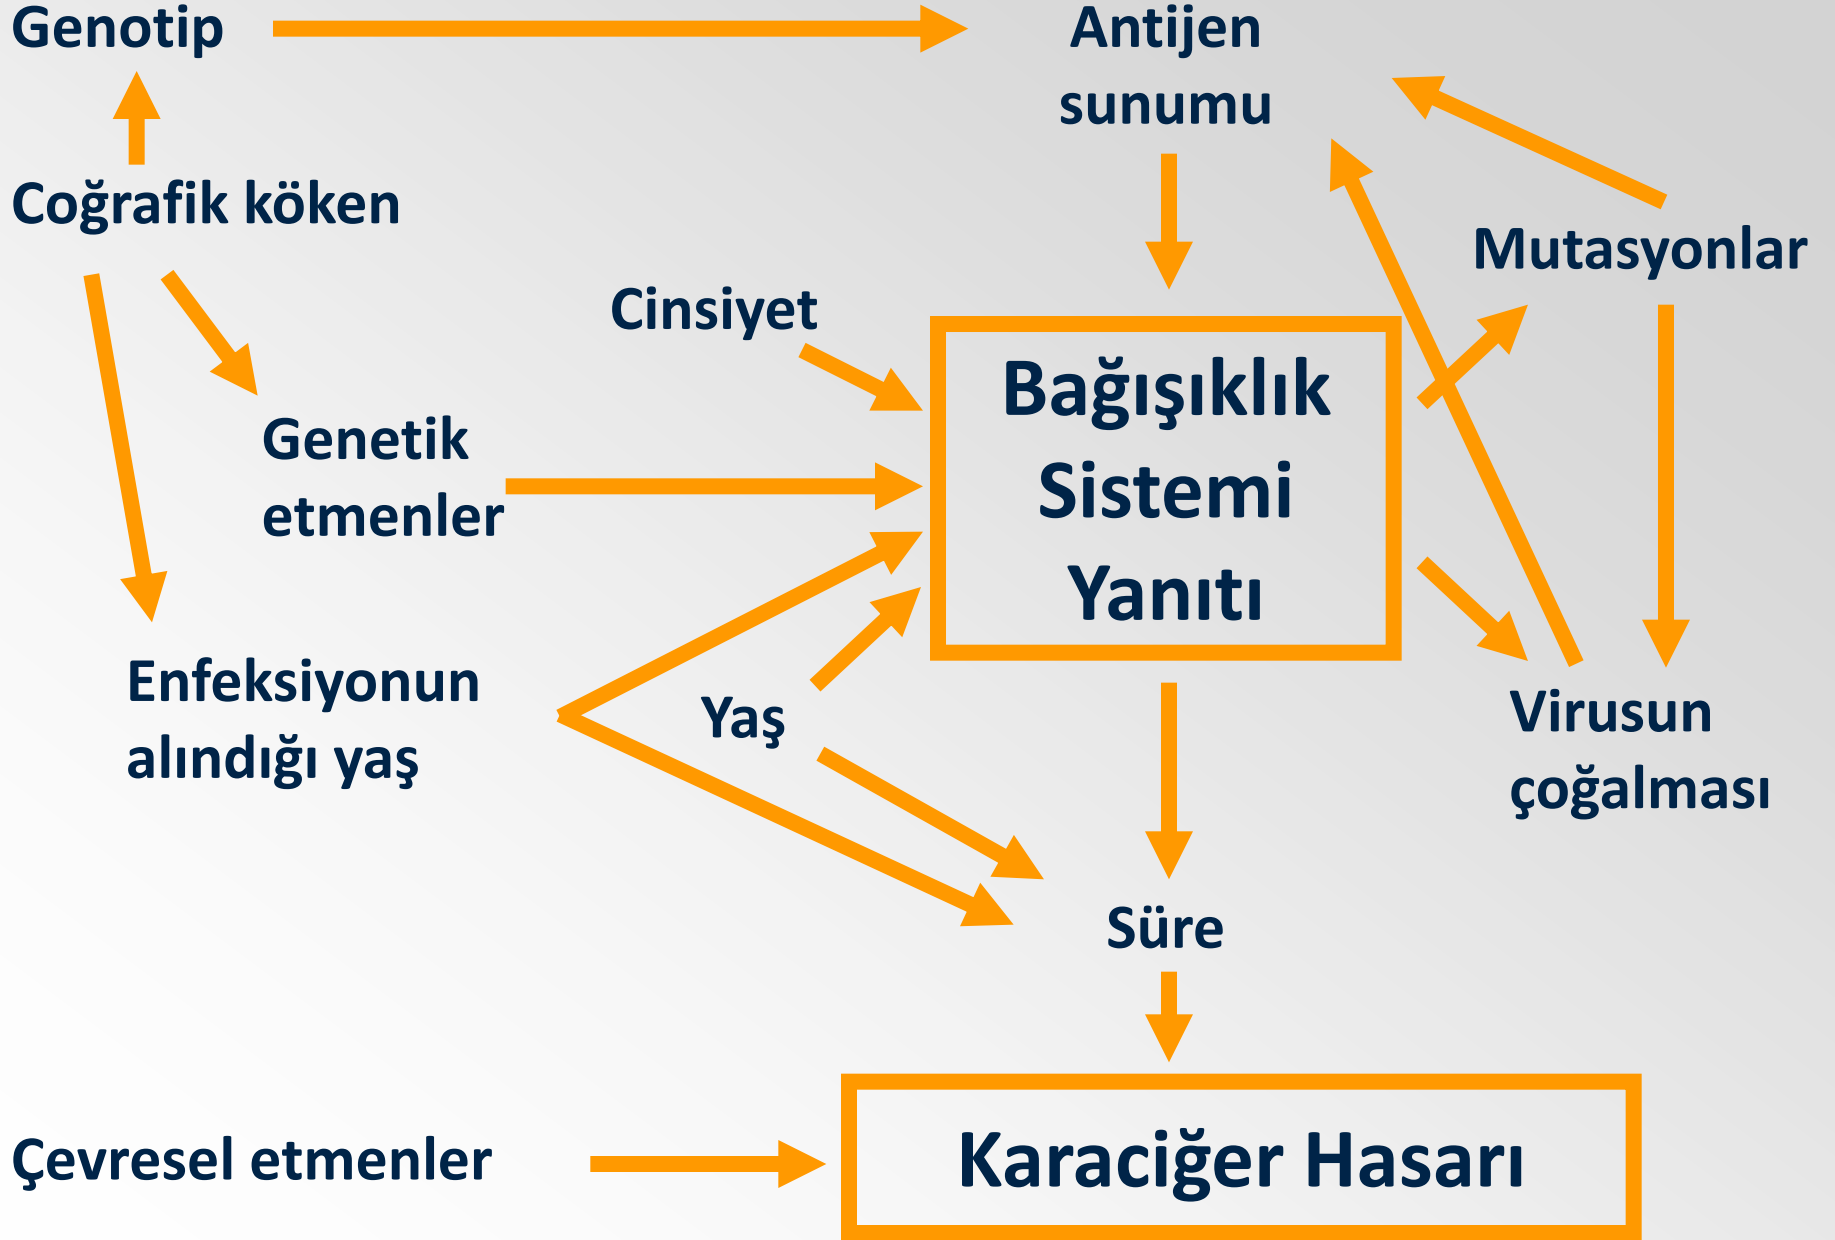 Genotip
Antijen
sunumu
Coğrafik köken
Mutasyonlar
Cinsiyet
Bağışıklık
Sistemi
Yanıtı
Genetik
etmenler
Enfeksiyonun
alındığı yaş
Yaş
Virusun
çoğalması
Süre
Çevresel etmenler
Karaciğer Hasarı